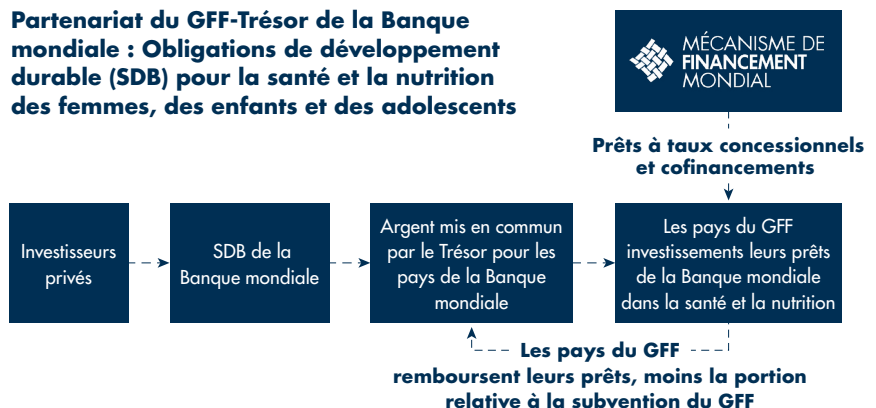 Partenariat du GFF-Trésor de la Banque
mondiale : Obligations de développement
durable (SDB) pour la santé et la nutrition
des femmes, des enfants et des adolescents
MÉCANISME DE
FINANCEMENT
MONDIAL
Prêts à taux concessionnels
et cofinancements
Investisseurs
privés
SDB de la
Banque mondiale
Argent mis en commun
par le Trésor pour les
pays de la Banque
mondiale
Les pays du GFF
investissements leurs prêts
de la Banque mondiale
dans la santé et la nutrition
Les pays du GFF
remboursent leurs prêts, moins la portion
relative à la subvention du GFF